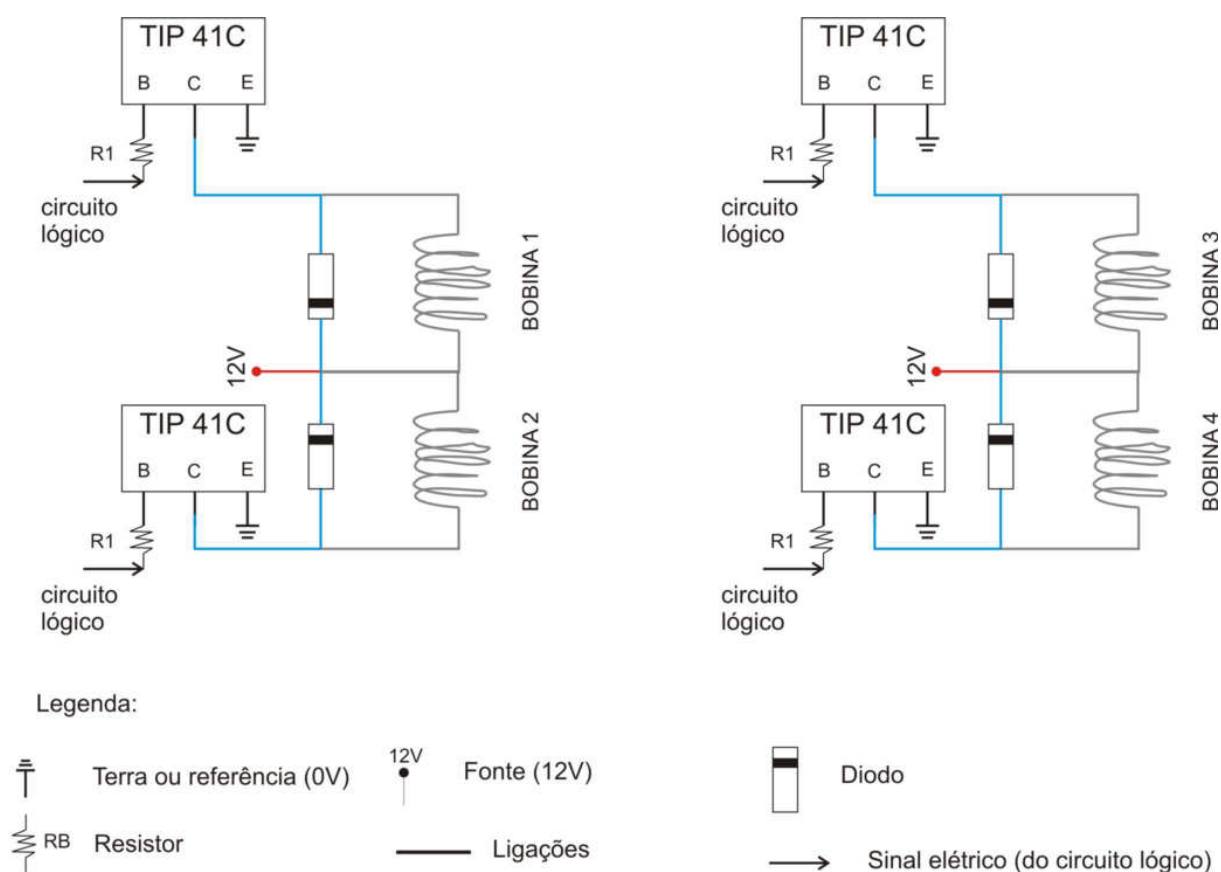 TIP 41C
B C E
R1
circuito
lógico
BOBINA 1
12V
TIP 41C
B C E
R1
circuito
lógico
BOBINA 2
TIP 41C
B C E
R1
circuito
lógico
BOBINA 3
12V
TIP 41C
B C E
R1
circuito
lógico
BOBINA 4
Legenda:
Terra ou referência (0V)
12V
Fonte (12V)
Diodo
RB
Resistor
Ligações
Sinal elétrico (do circuito lógico)